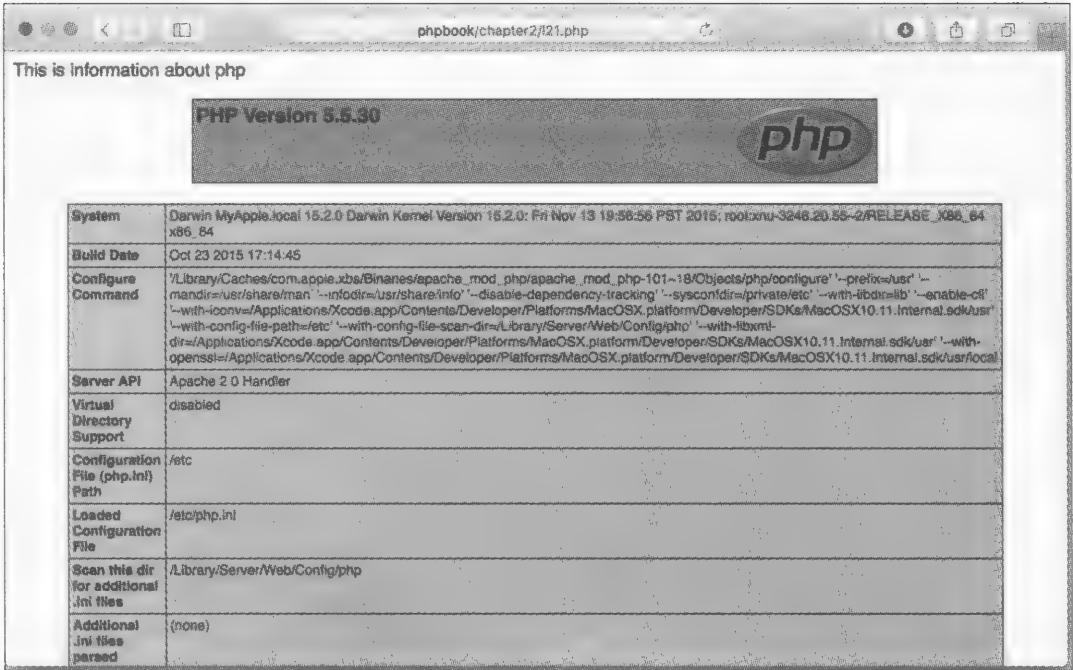 phpbook/chapter2/l21.php
This is information about php
PHP Version 5.5.30
php
System
Darwin MyApple.local 15.2.0 Darwin Kernel Version 15.2.0: Fri Nov 13 19:56:56 PST 2015; root:xnu-3248.20.55~2/RELEASE_X86_64
x86_64
Build Date
Oct 23 2015 17:14:45
Configure
Command
'/Library/Caches/com.apple.xbs/Binaries/apache_mod_php/apache_mod_php-101~18/Objects/php/configure' '--prefix=/usr' '--
mandir=/usr/share/man' '--infodir=/usr/share/info' '--disable-dependency-tracking' '--sysconfdir=/private/etc' '--with-libdir=lib' '--enable-cli'
'--with-iconv=/Applications/Xcode.app/Contents/Developer/Platforms/MacOSX.platform/Developer/SDKs/MacOSX10.11.Internal.sdk/usr'
'--with-config-file-path=/etc' '--with-config-file-scan-dir=/Library/Server/Web/Config/php' '--with-libxml-
dir=/Applications/Xcode.app/Contents/Developer/Platforms/MacOSX.platform/Developer/SDKs/MacOSX10.11.Internal.sdk/usr' '--with-
openssl=/Applications/Xcode.app/Contents/Developer/Platforms/MacOSX.platform/Developer/SDKs/MacOSX10.11.Internal.sdk/usr/local
Server API
Apache 2.0 Handler
Virtual
Directory
Support
disabled
Configuration
File (php.ini)
Path
/etc
Loaded
Configuration
File
/etc/php.ini
Scan this dir
for additional
.ini files
/Library/Server/Web/Config/php
Additional
.ini files
parsed
(none)